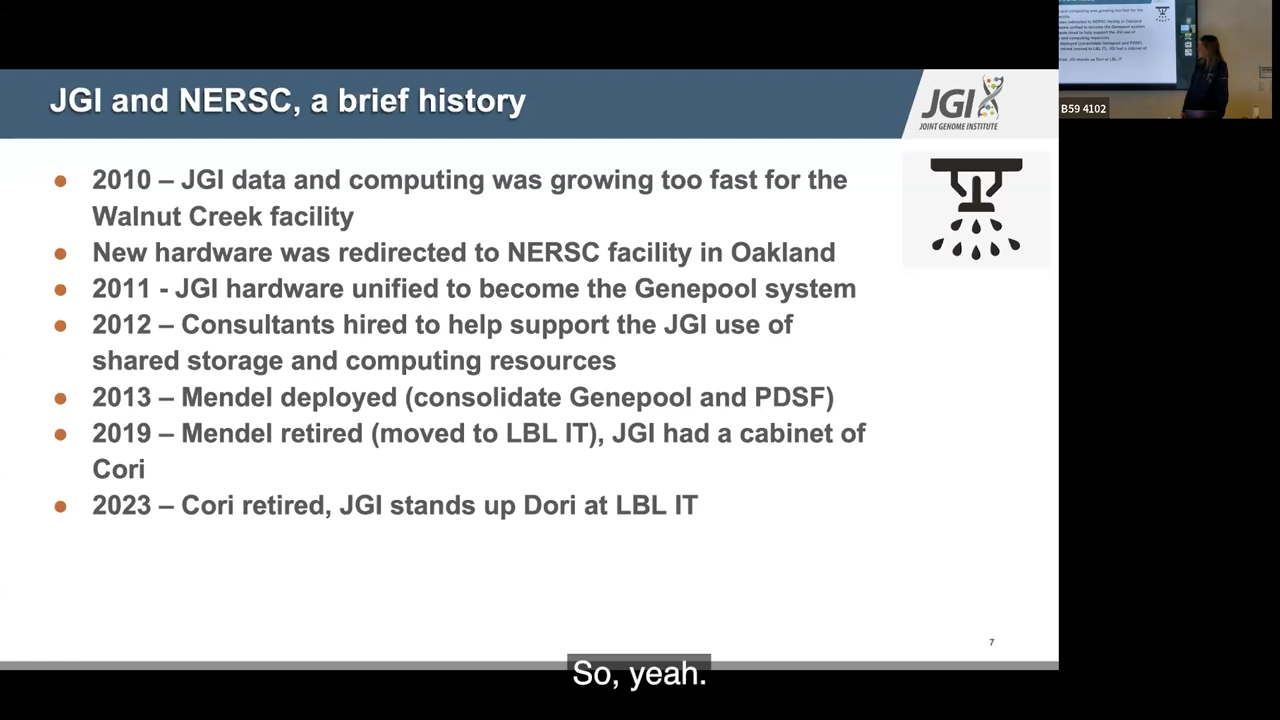 JGI and NERSC, a brief history
JGI
JOINT GENOME INSTITUTE
2010 – JGI data and computing was growing too fast for the
Walnut Creek facility
New hardware was redirected to NERSC facility in Oakland
2011 - JGI hardware unified to become the Genepool system
2012 – Consultants hired to help support the JGI use of
shared storage and computing resources
2013 – Mendel deployed (consolidate Genepool and PDSF)
2019 – Mendel retired (moved to LBL IT), JGI had a cabinet of
Cori
2023 – Cori retired, JGI stands up Dori at LBL IT
7
So, yeah.
B59 4102